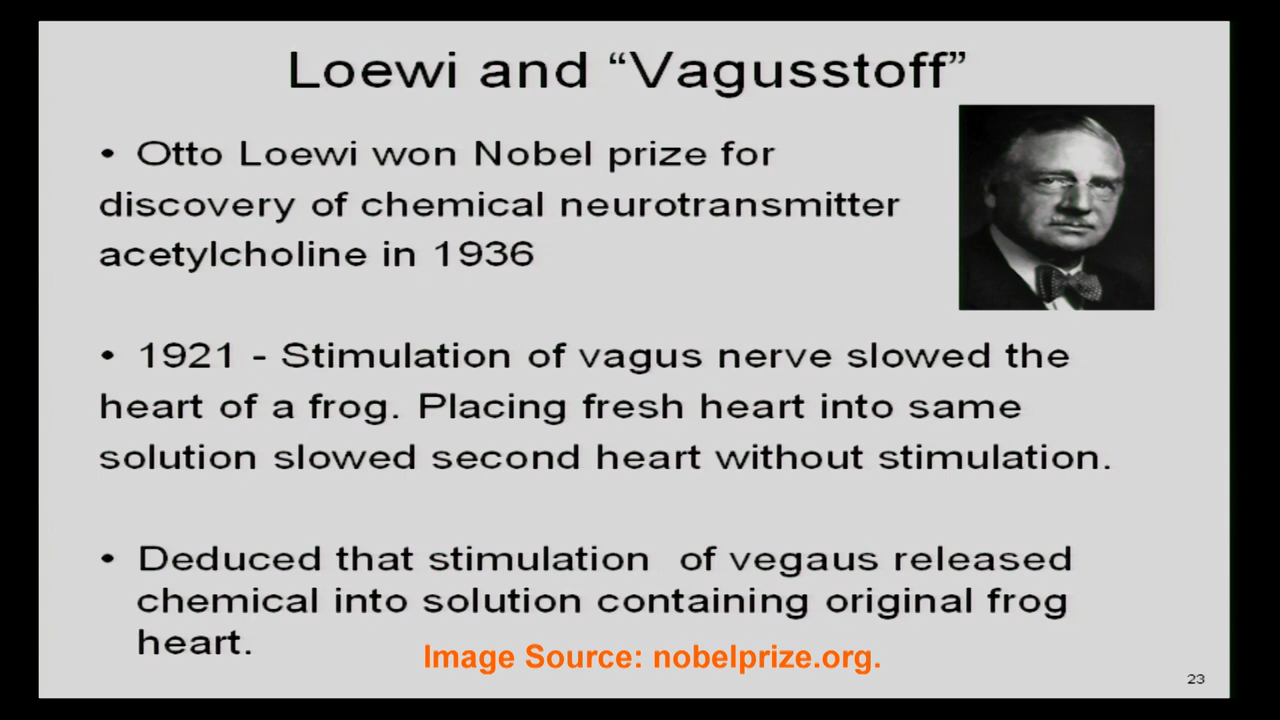 Loewi and “Vagusstoff”
• Otto Loewi won Nobel prize for
discovery of chemical neurotransmitter
acetylcholine in 1936
• 1921 - Stimulation of vagus nerve slowed the
heart of a frog. Placing fresh heart into same
solution slowed second heart without stimulation.
• Deduced that stimulation of vegaus released
chemical into solution containing original frog
heart.
Image Source: nobelprize.org.
23